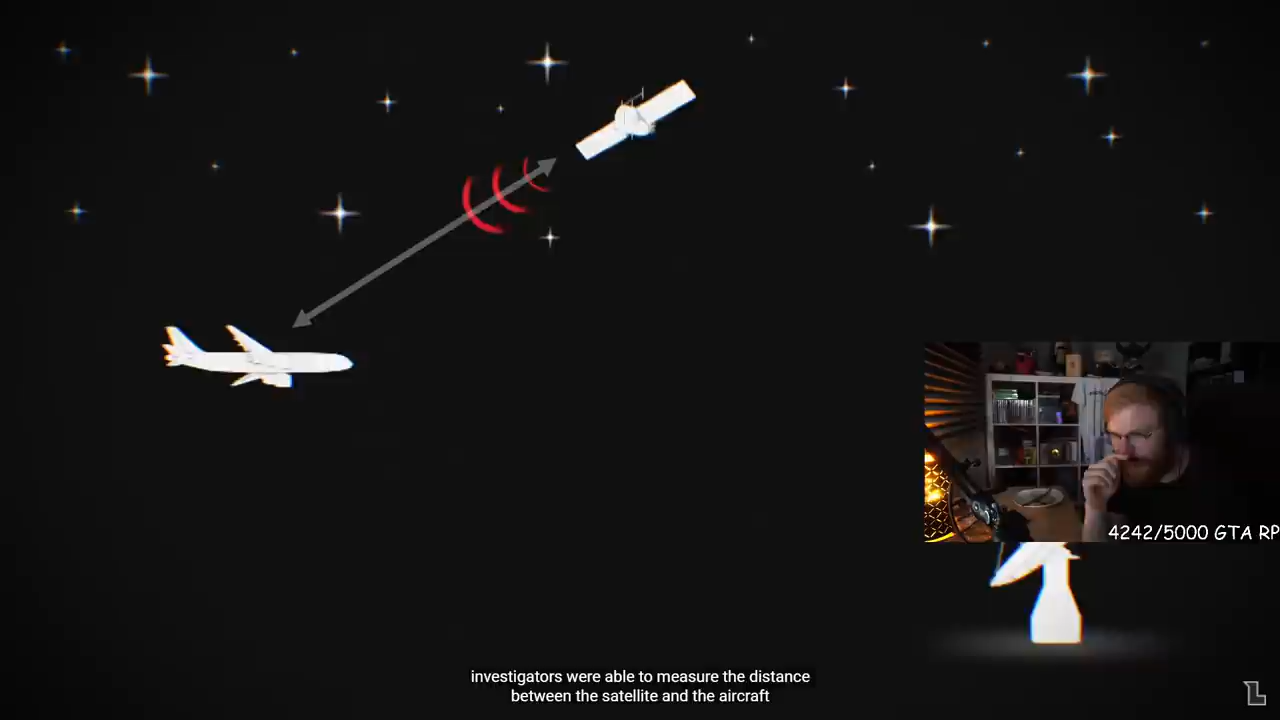 4242/5000 GTA RP
investigators were able to measure the distance
between the satellite and the aircraft